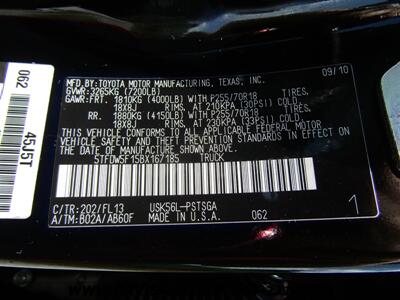 062
45J5T
MFD.BY:TOYOTA MOTOR MANUFACTURING, TEXAS, INC. 09/10
GVWR:3265KG (7200LB)
GAWR:FRT. 1810KG (4000LB) WITH P255/70R18 TIRES,
18X8J RIMS, AT 210KPA (30PSI) COLD
RR. 1880KG (4150LB) WITH P255/70R18 TIRES,
18X8J RIMS, AT 230KPA (33PSI) COLD
THIS VEHICLE CONFORMS TO ALL APPLICABLE FEDERAL MOTOR
VEHICLE SAFETY STANDARDS IN EFFECT ON THE DATE OF
MANUFACTURE SHOWN ABOVE.
5TFDW5F15BX167185 TRUCK
C/TR:202/FL13 USK56L-PSTSGA
A/TM:B02A/AB60F MADE IN U.S.A. 062 1